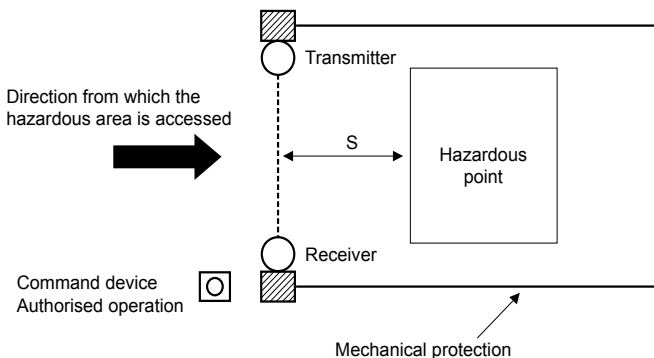 Transmitter
Direction from which the
hazardous area is accessed
S
Hazardous
point
Receiver
Command device
Authorised operation
Mechanical protection